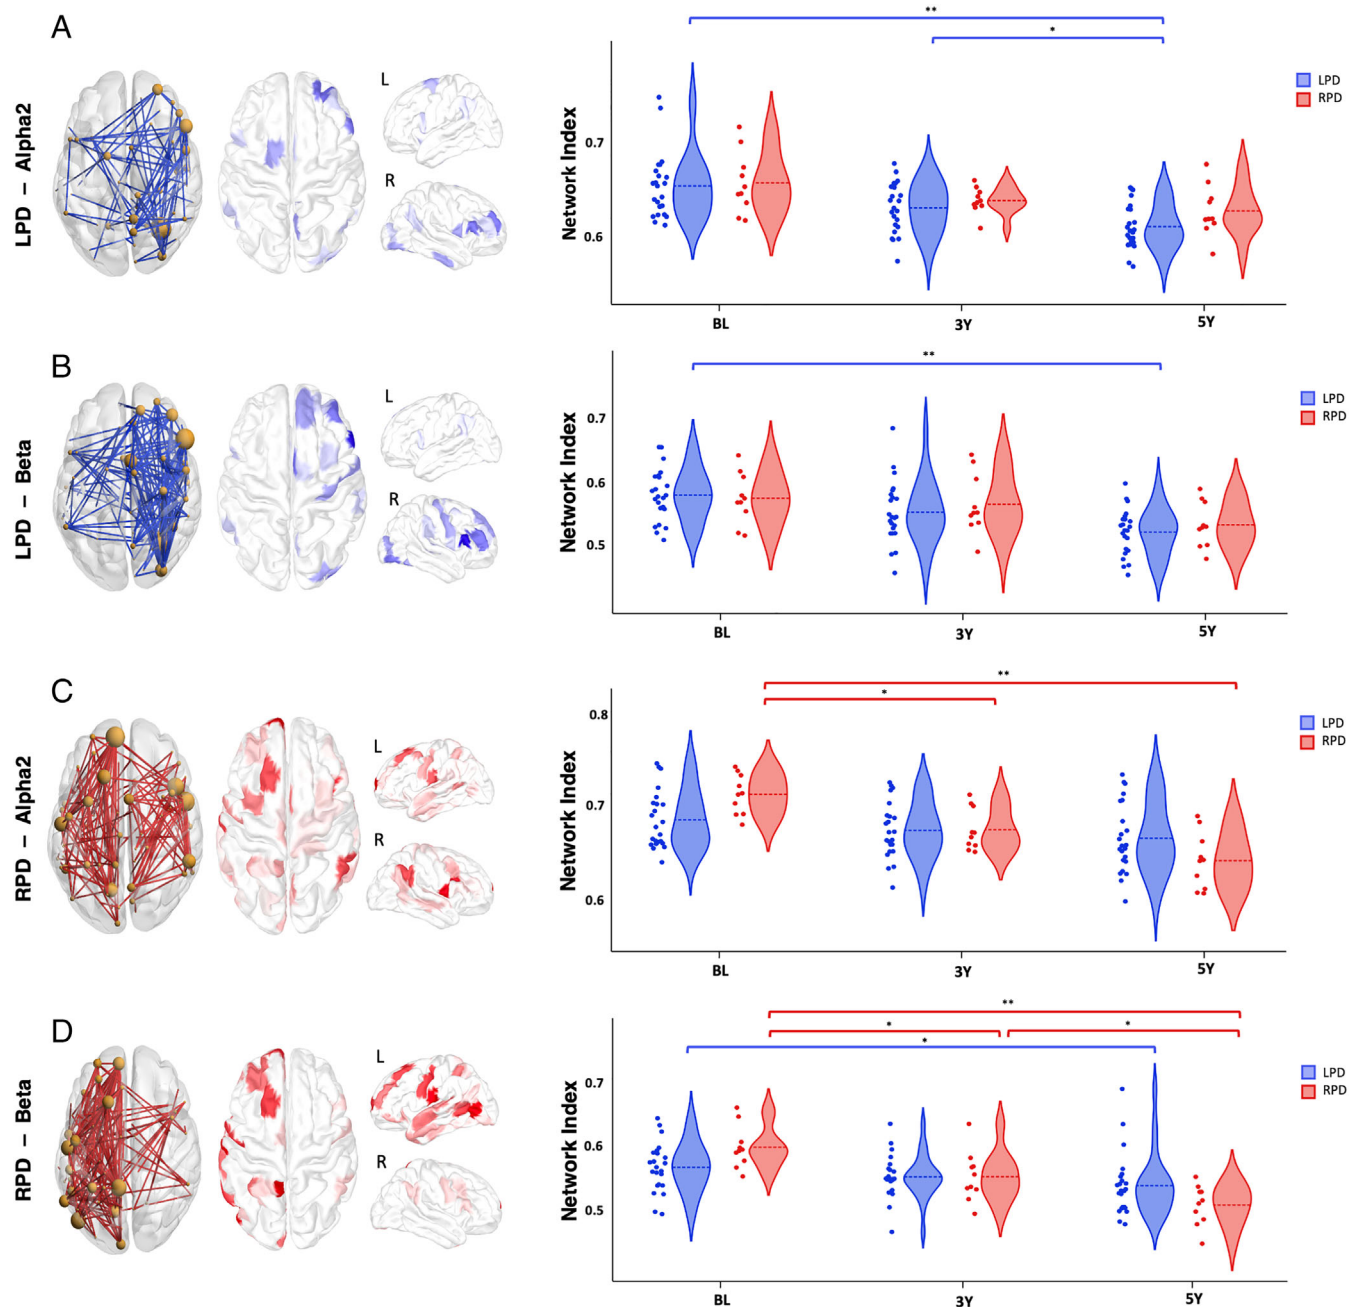 A
LPD – Alpha2
L
R
Network Index
0.7
0.6
**
*
BL
3Y
5Y
LPD
RPD
B
LPD – Beta
L
R
Network Index
0.7
0.6
0.5
**
BL
3Y
5Y
LPD
RPD
C
RPD – Alpha2
L
R
Network Index
0.8
0.7
0.6
**
*
BL
3Y
5Y
LPD
RPD
D
RPD – Beta
L
R
Network Index
0.7
0.6
0.5
**
*
*
*
BL
3Y
5Y
LPD
RPD